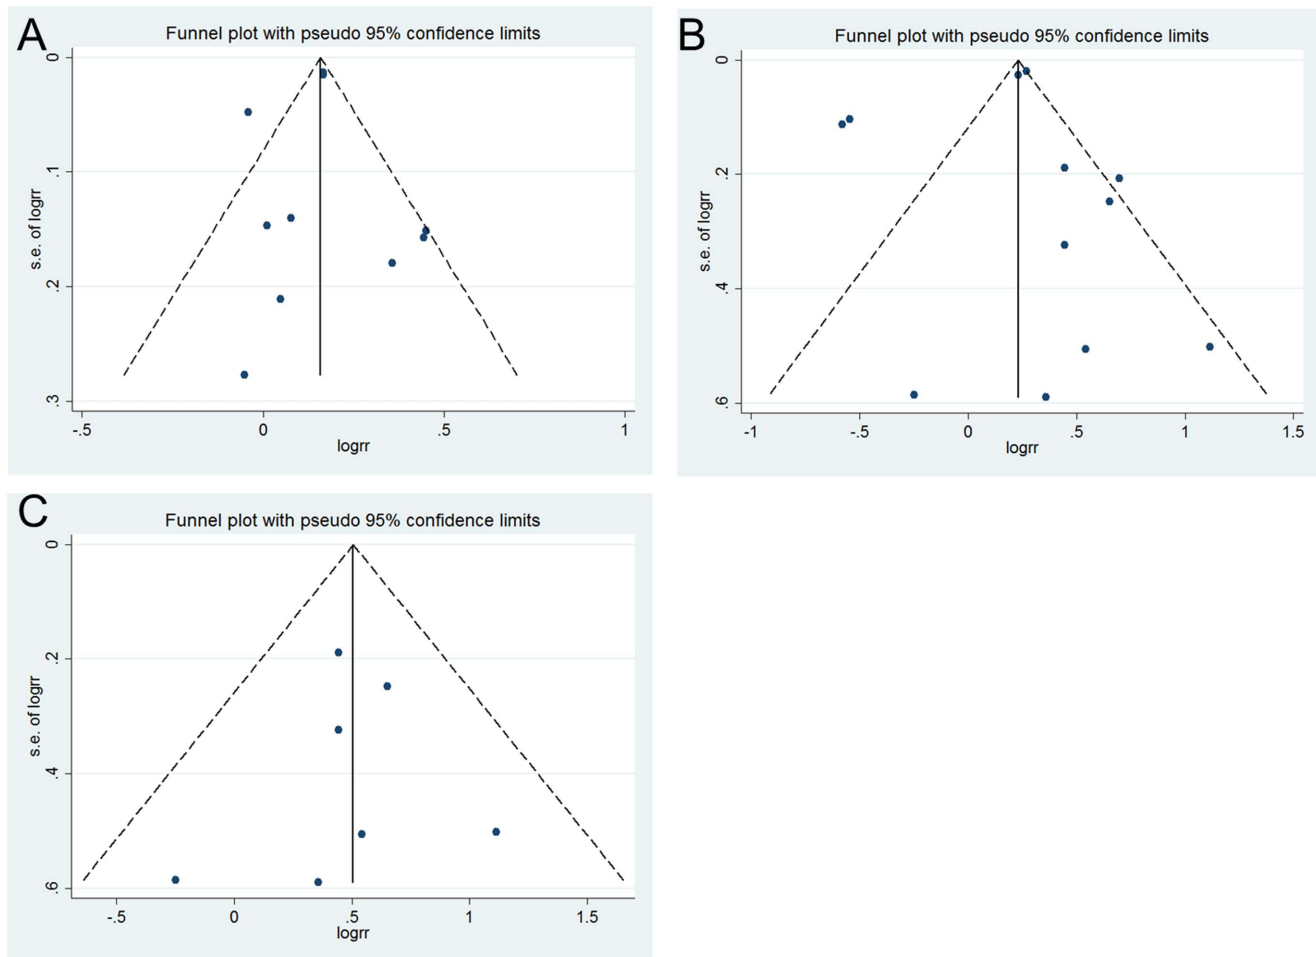 A
Funnel plot with pseudo 95% confidence limits
s.e. of logrr
0
.1
.2
.3
-.5
0
.5
1
logrr
B
Funnel plot with pseudo 95% confidence limits
s.e. of logrr
0
.2
.4
.6
-1
-.5
0
.5
1
1.5
logrr
C
Funnel plot with pseudo 95% confidence limits
s.e. of logrr
0
.2
.4
.6
-.5
0
.5
1
1.5
logrr